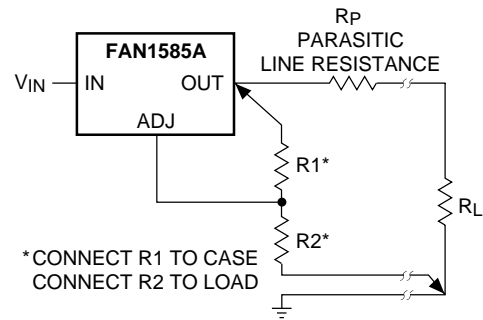 RP
PARASITIC
LINE RESISTANCE
FAN1585A
VIN
IN
OUT
ADJ
R1*
R2*
RL
*CONNECT R1 TO CASE
CONNECT R2 TO LOAD